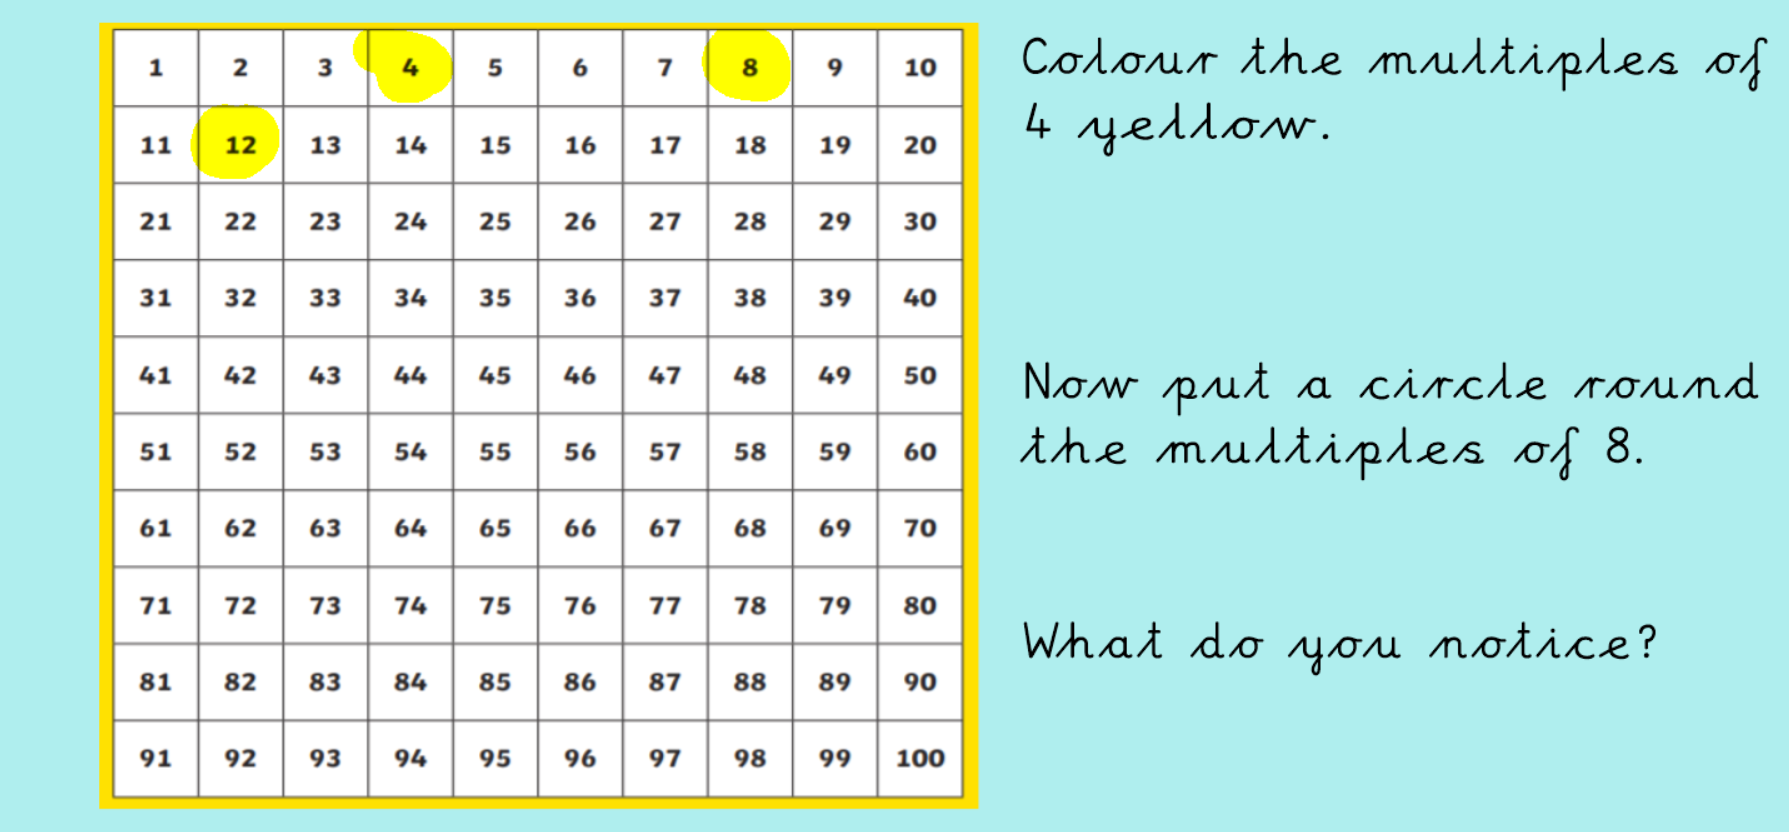 1 2 3 4 5 6 7 8 9 10
11 12 13 14 15 16 17 18 19 20
21 22 23 24 25 26 27 28 29 30
31 32 33 34 35 36 37 38 39 40
41 42 43 44 45 46 47 48 49 50
51 52 53 54 55 56 57 58 59 60
61 62 63 64 65 66 67 68 69 70
71 72 73 74 75 76 77 78 79 80
81 82 83 84 85 86 87 88 89 90
91 92 93 94 95 96 97 98 99 100
Colour the multiples of
4 yellow.
Now put a circle round
the multiples of 8.
What do you notice?